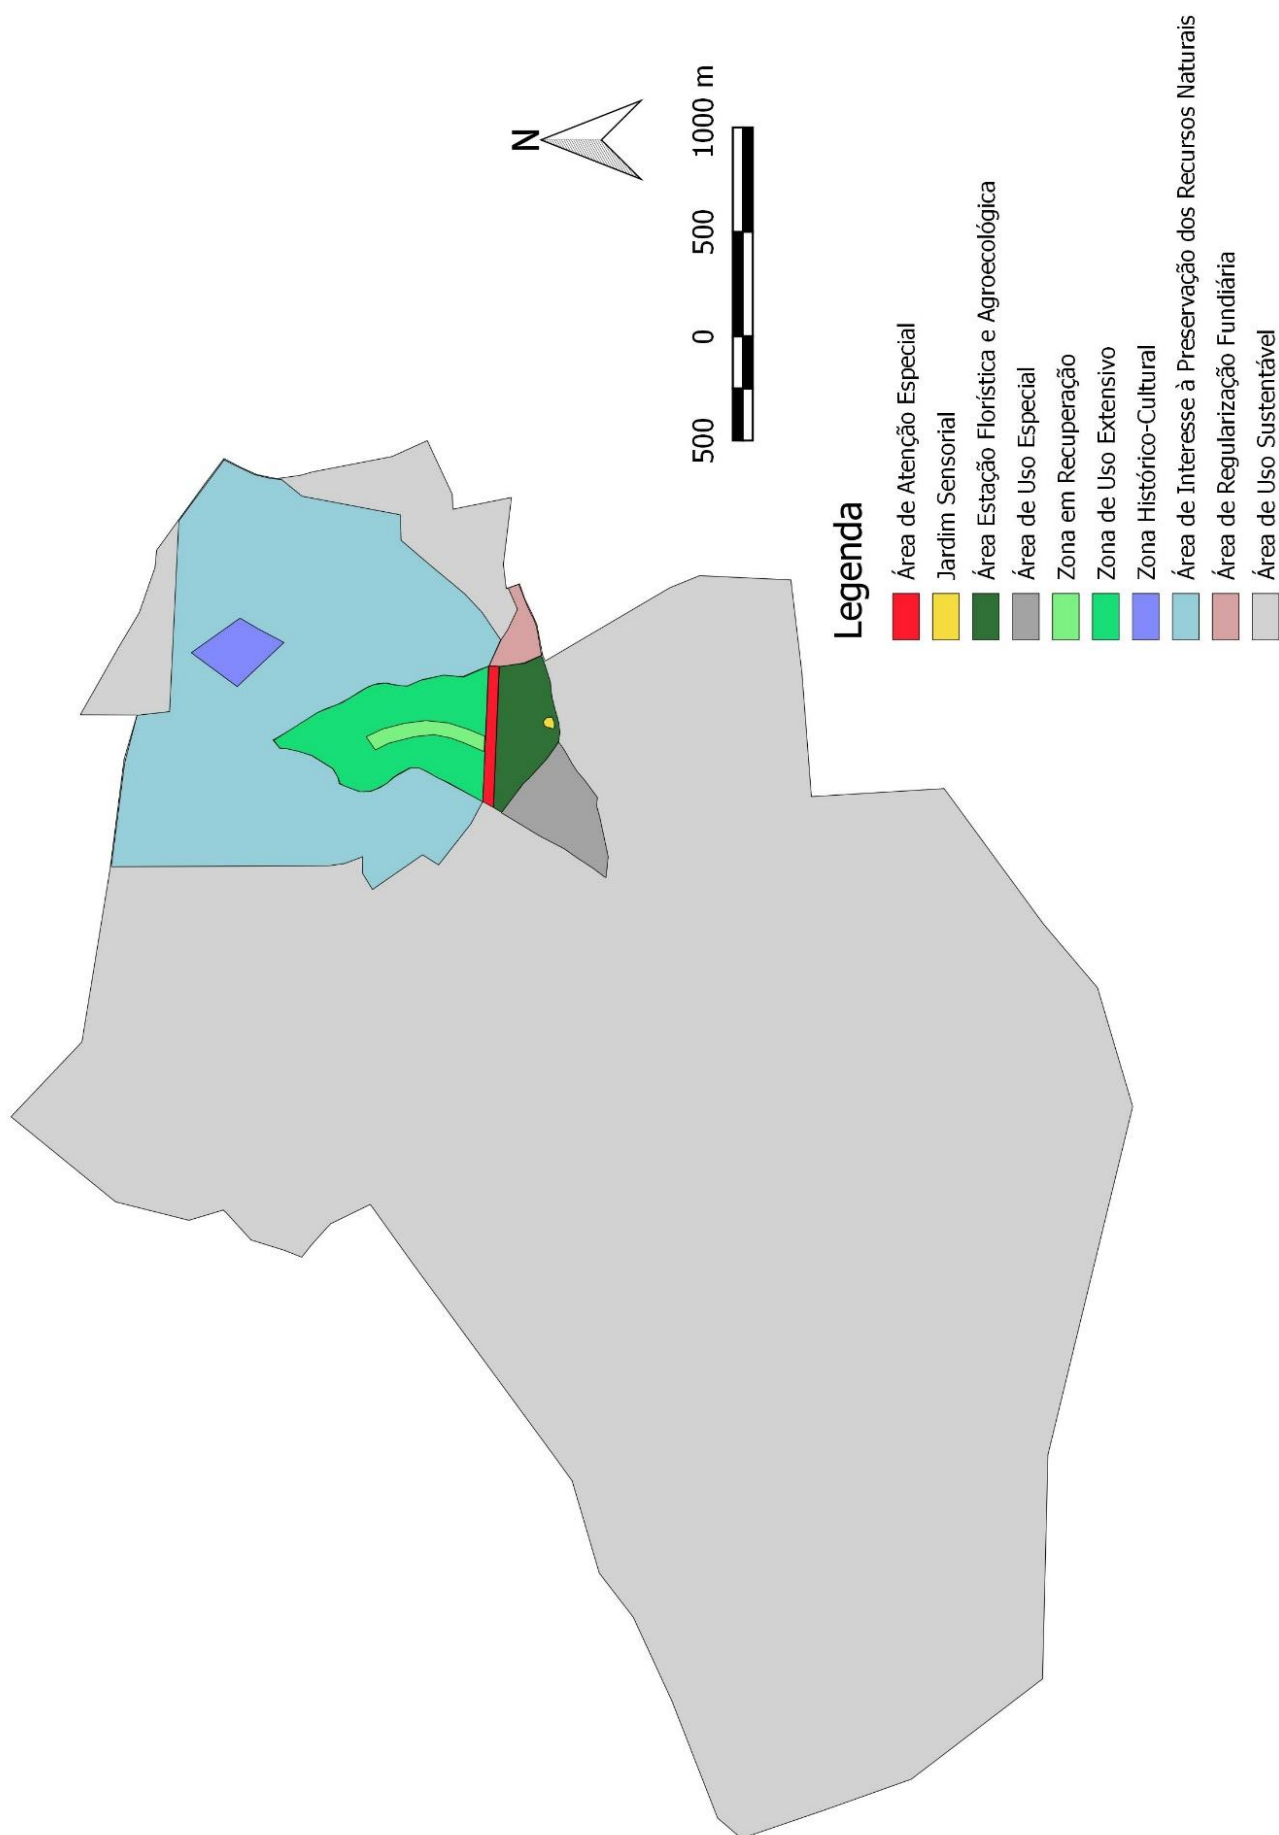 N
500 0 500 1000 m
Legenda
Área de Atenção Especial
Jardim Sensorial
Área Estação Florística e Agroecológica
Área de Uso Especial
Zona em Recuperação
Zona de Uso Extensivo
Zona Histórico-Cultural
Área de Interesse à Preservação dos Recursos Naturais
Área de Regularização Fundiária
Área de Uso Sustentável